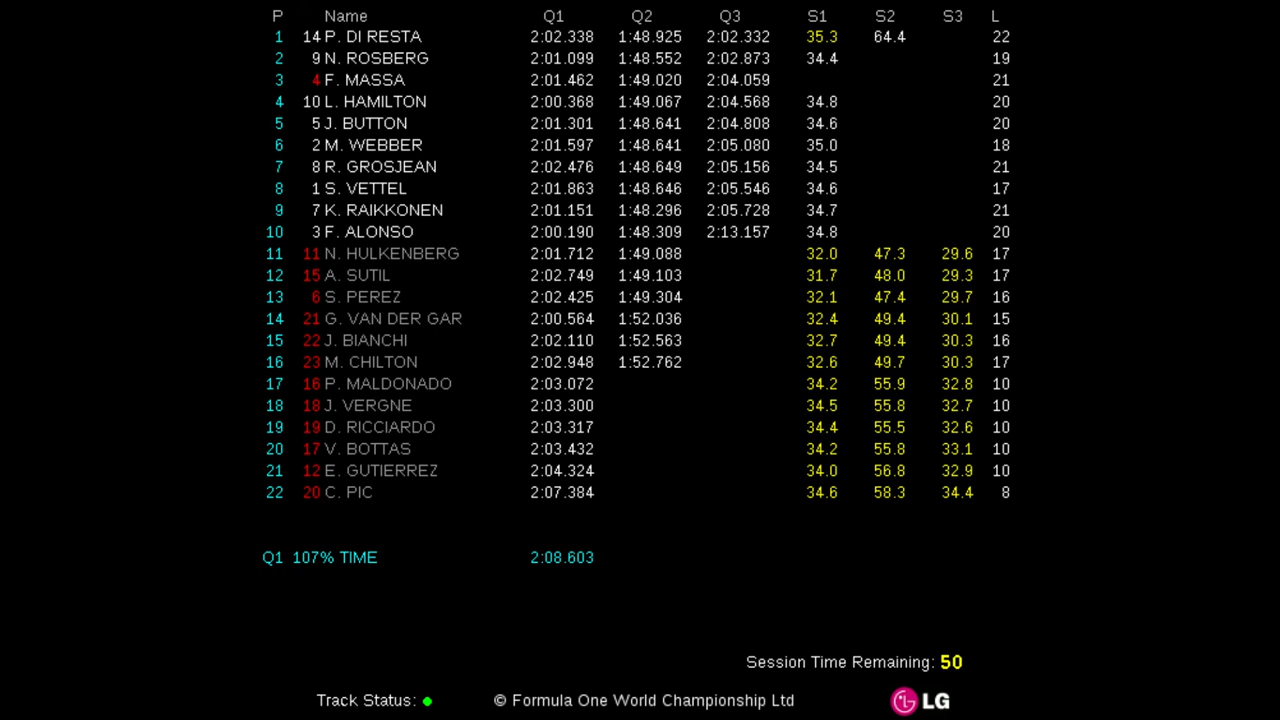 P Name Q1 Q2 Q3 S1 S2 S3 L
1 14 P. DI RESTA 2:02.338 1:48.925 2:02.332 35.3 64.4 22
2 9 N. ROSBERG 2:01.099 1:48.552 2:02.873 34.4 19
3 4 F. MASSA 2:01.462 1:49.020 2:04.059 21
4 10 L. HAMILTON 2:00.368 1:49.067 2:04.568 34.8 20
5 5 J. BUTTON 2:01.301 1:48.641 2:04.808 34.6 20
6 2 M. WEBBER 2:01.597 1:48.641 2:05.080 35.0 18
7 8 R. GROSJEAN 2:02.476 1:48.649 2:05.156 34.5 21
8 1 S. VETTEL 2:01.863 1:48.646 2:05.546 34.6 17
9 7 K. RAIKKONEN 2:01.151 1:48.296 2:05.728 34.7 21
10 3 F. ALONSO 2:00.190 1:48.309 2:13.157 34.8 20
11 11 N. HULKENBERG 2:01.712 1:49.088 32.0 47.3 29.6 17
12 15 A. SUTIL 2:02.749 1:49.103 31.7 48.0 29.3 17
13 6 S. PEREZ 2:02.425 1:49.304 32.1 47.4 29.7 16
14 21 G. VAN DER GAR 2:00.564 1:52.036 32.4 49.4 30.1 15
15 22 J. BIANCHI 2:02.110 1:52.563 32.7 49.4 30.3 16
16 23 M. CHILTON 2:02.948 1:52.762 32.6 49.7 30.3 17
17 16 P. MALDONADO 2:03.072 34.2 55.9 32.8 10
18 18 J. VERGNE 2:03.300 34.5 55.8 32.7 10
19 19 D. RICCIARDO 2:03.317 34.4 55.5 32.6 10
20 17 V. BOTTAS 2:03.432 34.2 55.8 33.1 10
21 12 E. GUTIERREZ 2:04.324 34.0 56.8 32.9 10
22 20 C. PIC 2:07.384 34.6 58.3 34.4 8
Q1 107% TIME 2:08.603
Session Time Remaining: 50
Track Status: © Formula One World Championship Ltd LG